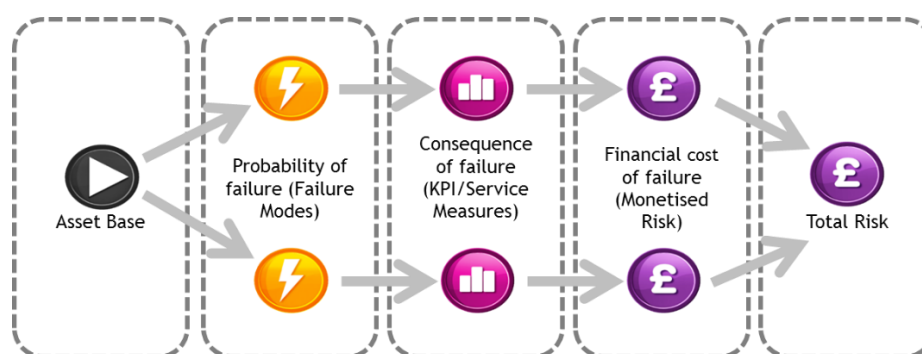 Asset Base
Probability of
failure (Failure
Modes)
Consequence
of failure
(KPI/Service
Measures)
£
Financial cost
of failure
(Monetised
Risk)
£
£
Total Risk